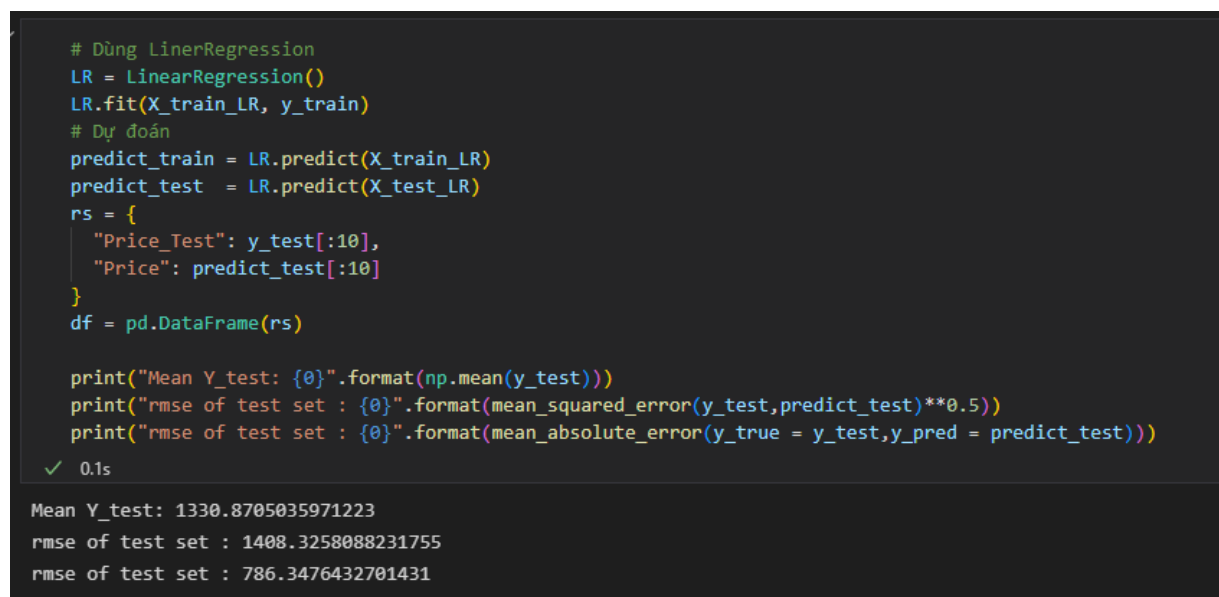 # Dùng LinerRegression
LR = LinearRegression()
LR.fit(X_train_LR, y_train)
# Dự đoán
predict_train = LR.predict(X_train_LR)
predict_test  = LR.predict(X_test_LR)
rs = {
  "Price_Test": y_test[:10],
  "Price": predict_test[:10]
}
df = pd.DataFrame(rs)
print("Mean Y_test: {0}".format(np.mean(y_test)))
print("rmse of test set : {0}".format(mean_squared_error(y_test,predict_test)**0.5))
print("rmse of test set : {0}".format(mean_absolute_error(y_true = y_test,y_pred = predict_test)))
✓ 0.1s
Mean Y_test: 1330.8705035971223
rmse of test set : 1408.3258088231755
rmse of test set : 786.3476432701431